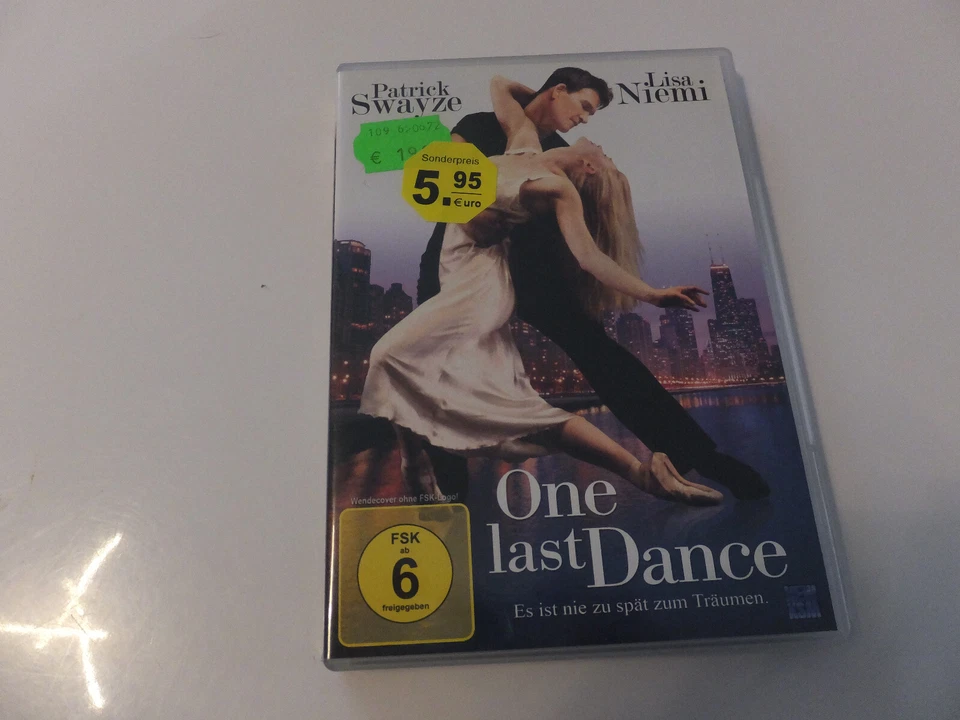 Patrick
Swayze
Lisa
Niemi
€ 19
Sonderpreis
5.95
€uro
Wendecover ohne FSK-Logo!
FSK
ab
6
freigegeben
One
last Dance
Es ist nie zu spät zum Träumen.